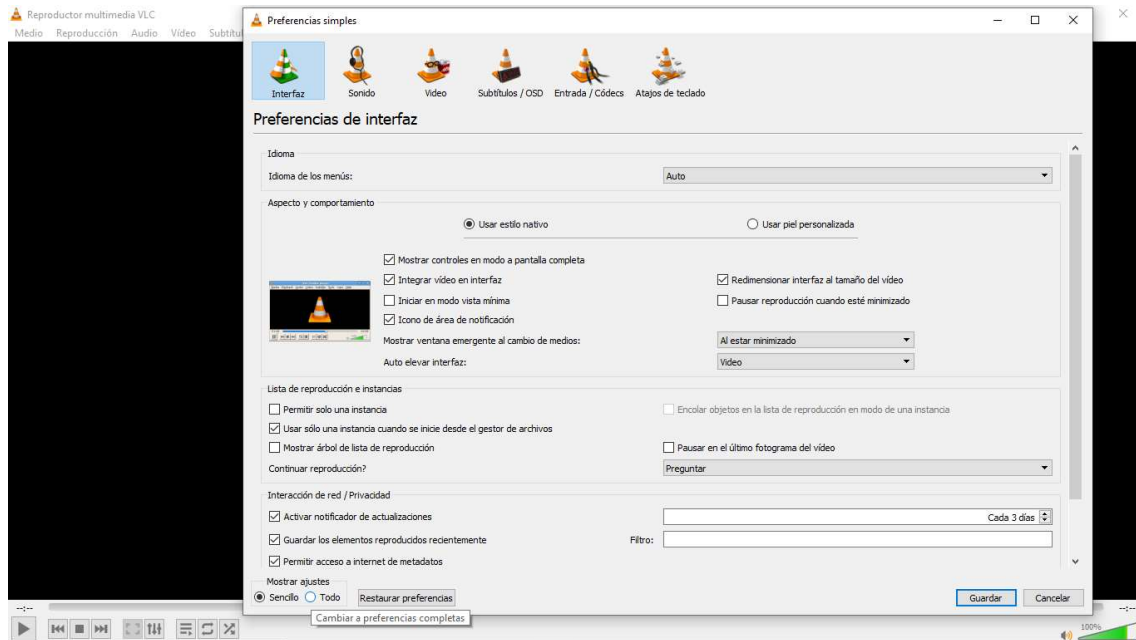 Reproductor multimedia VLC
Medio Reproducción Audio Vídeo Subtítul
Preferencias simples
Interfaz Sonido Video Subtítulos / OSD Entrada / Códecs Atajos de teclado
Preferencias de interfaz
Idioma
Idioma de los menús: Auto
Aspecto y comportamiento
Usar estilo nativo Usar piel personalizada
Mostrar controles en modo a pantalla completa
Integrar vídeo en interfaz Redimensionar interfaz al tamaño del vídeo
Iniciar en modo vista mínima Pausar reproducción cuando esté minimizado
Icono de área de notificación
Mostrar ventana emergente al cambio de medios: Al estar minimizado
Auto elevar interfaz: Video
Lista de reproducción e instancias
Permitir solo una instancia Encolar objetos en la lista de reproducción en modo de una instancia
Usar sólo una instancia cuando se inicie desde el gestor de archivos
Mostrar árbol de lista de reproducción Pausar en el último fotograma del vídeo
Continuar reproducción? Preguntar
Interacción de red / Privacidad
Activar notificador de actualizaciones Cada 3 días
Guardar los elementos reproducidos recientemente Filtro:
Permitir acceso a internet de metadatos
Mostrar ajustes
Sencillo Todo Restaurar preferencias Guardar Cancelar
--:-- --:--
Cambiar a preferencias completas
100%